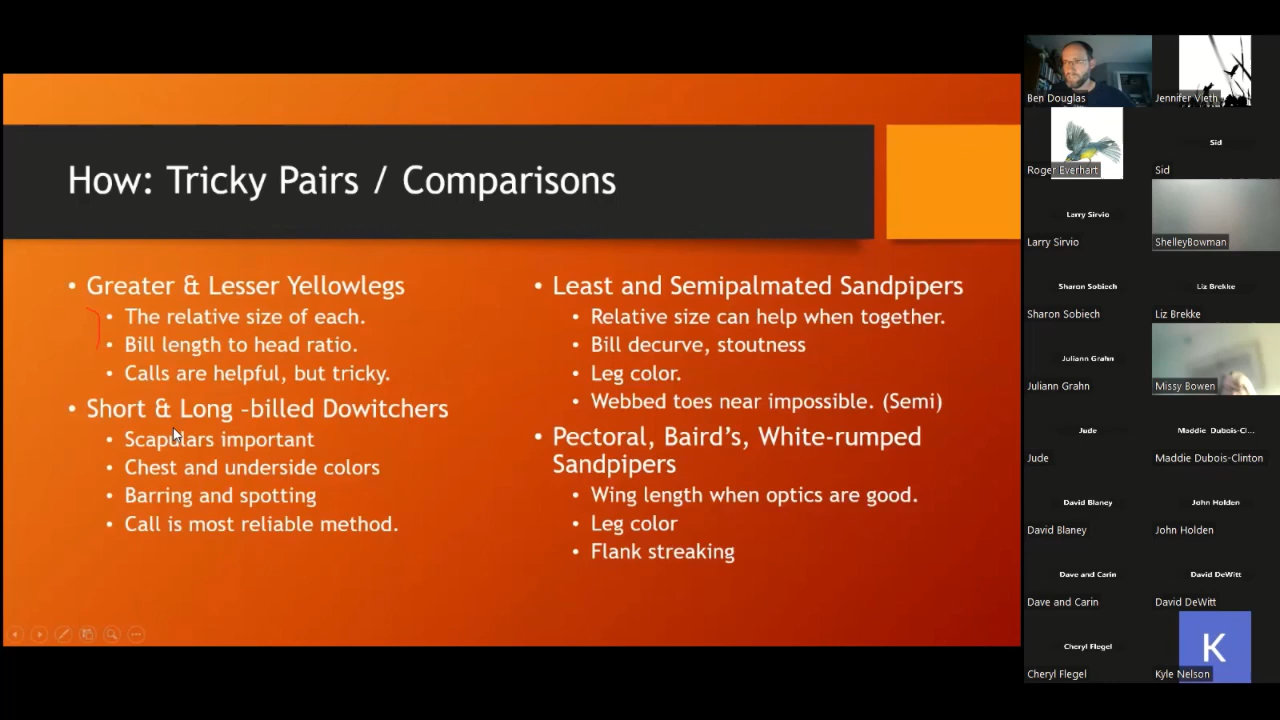 How: Tricky Pairs / Comparisons
• Greater & Lesser Yellowlegs
• The relative size of each.
• Bill length to head ratio.
• Calls are helpful, but tricky.
• Short & Long -billed Dowitchers
• Scapulars important
• Chest and underside colors
• Barring and spotting
• Call is most reliable method.
• Least and Semipalmated Sandpipers
• Relative size can help when together.
• Bill decurve, stoutness
• Leg color.
• Webbed toes near impossible. (Semi)
• Pectoral, Baird’s, White-rumped
Sandpipers
• Wing length when optics are good.
• Leg color
• Flank streaking
Ben Douglas
Jennifer Vieth
Roger Everhart
Sid
Sid
Larry Sirvio
Larry Sirvio
ShelleyBowman
Sharon Sobiech
Sharon Sobiech
Liz Brekke
Liz Brekke
Juliann Grahn
Juliann Grahn
Missy Bowen
Jude
Jude
Maddie Dubois-Cl...
Maddie Dubois-Clinton
David Blaney
David Blaney
John Holden
John Holden
Dave and Carin
Dave and Carin
David DeWitt
David DeWitt
Cheryl Flegel
Cheryl Flegel
K
Kyle Nelson